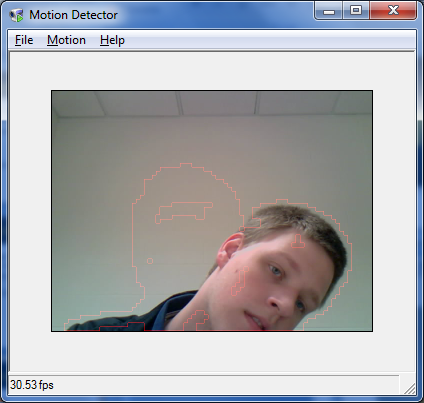 Motion Detector
File Motion Help
30.53 fps